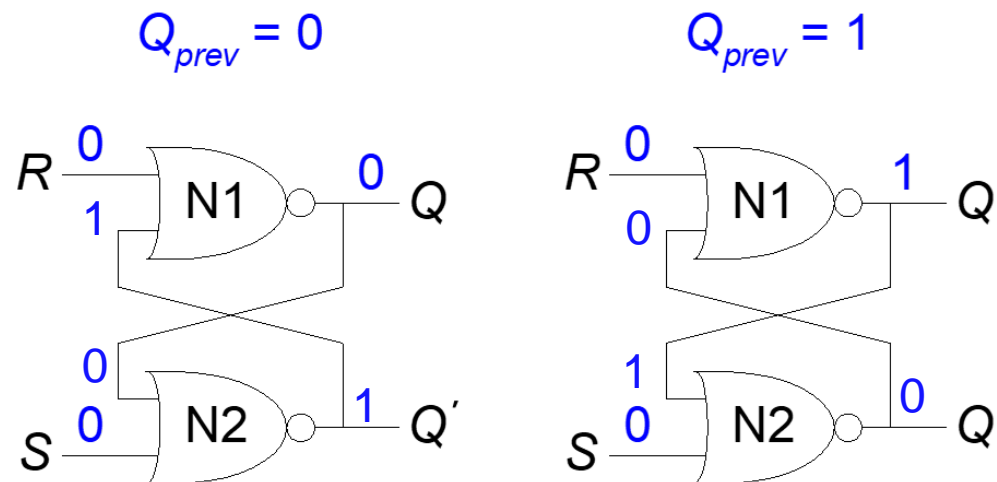 Qprev = 0
Qprev = 1
R 0 N1 0 Q
1
0
S 0 N2 1 Q'
R 0 N1 1 Q
0
1
S 0 N2 0 Q